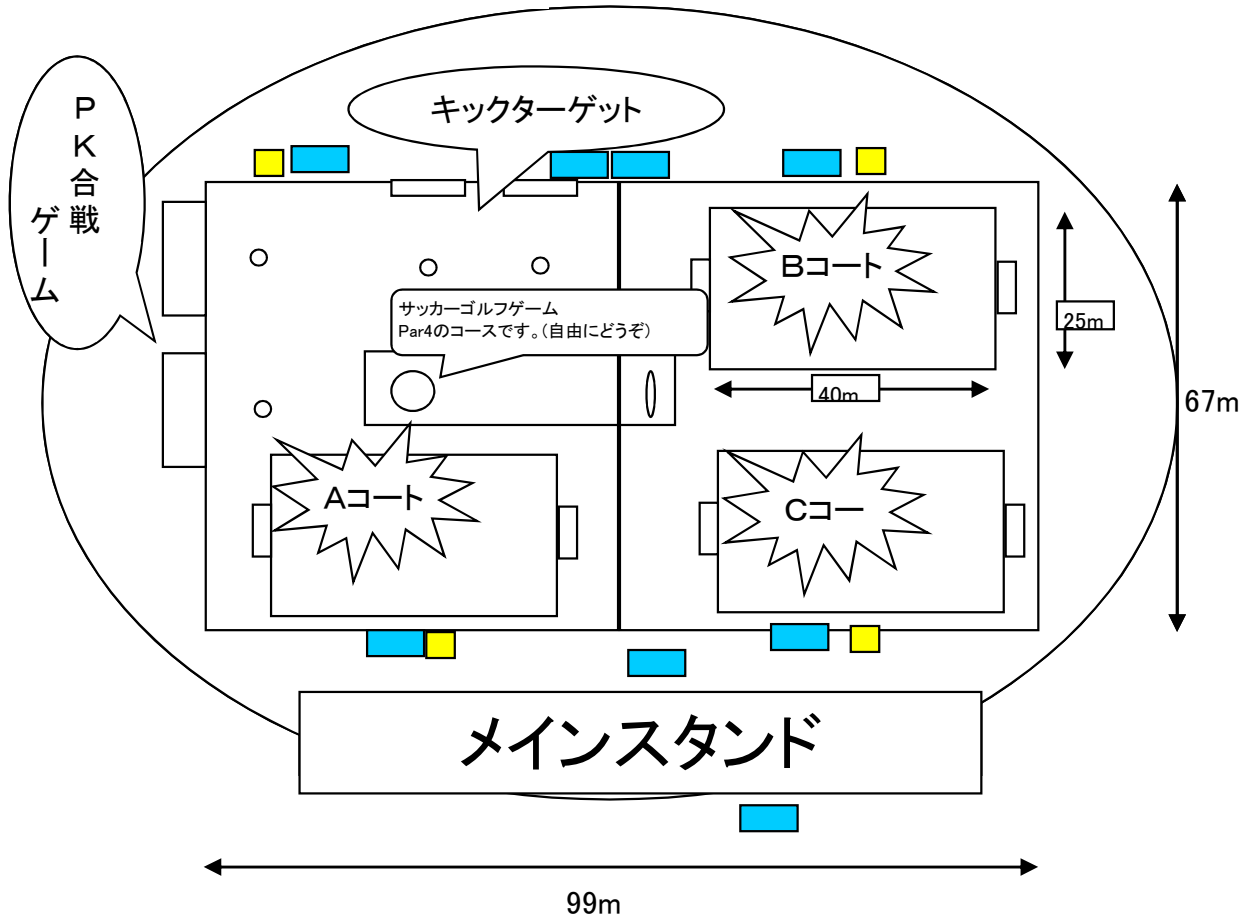 キックターゲット
PK合戦
ゲーム
Bコート
サッカーゴルフゲーム
Par4のコースです。(自由にどうぞ)
25m
40m
67m
Aコート
Cコー
メインスタンド
99m